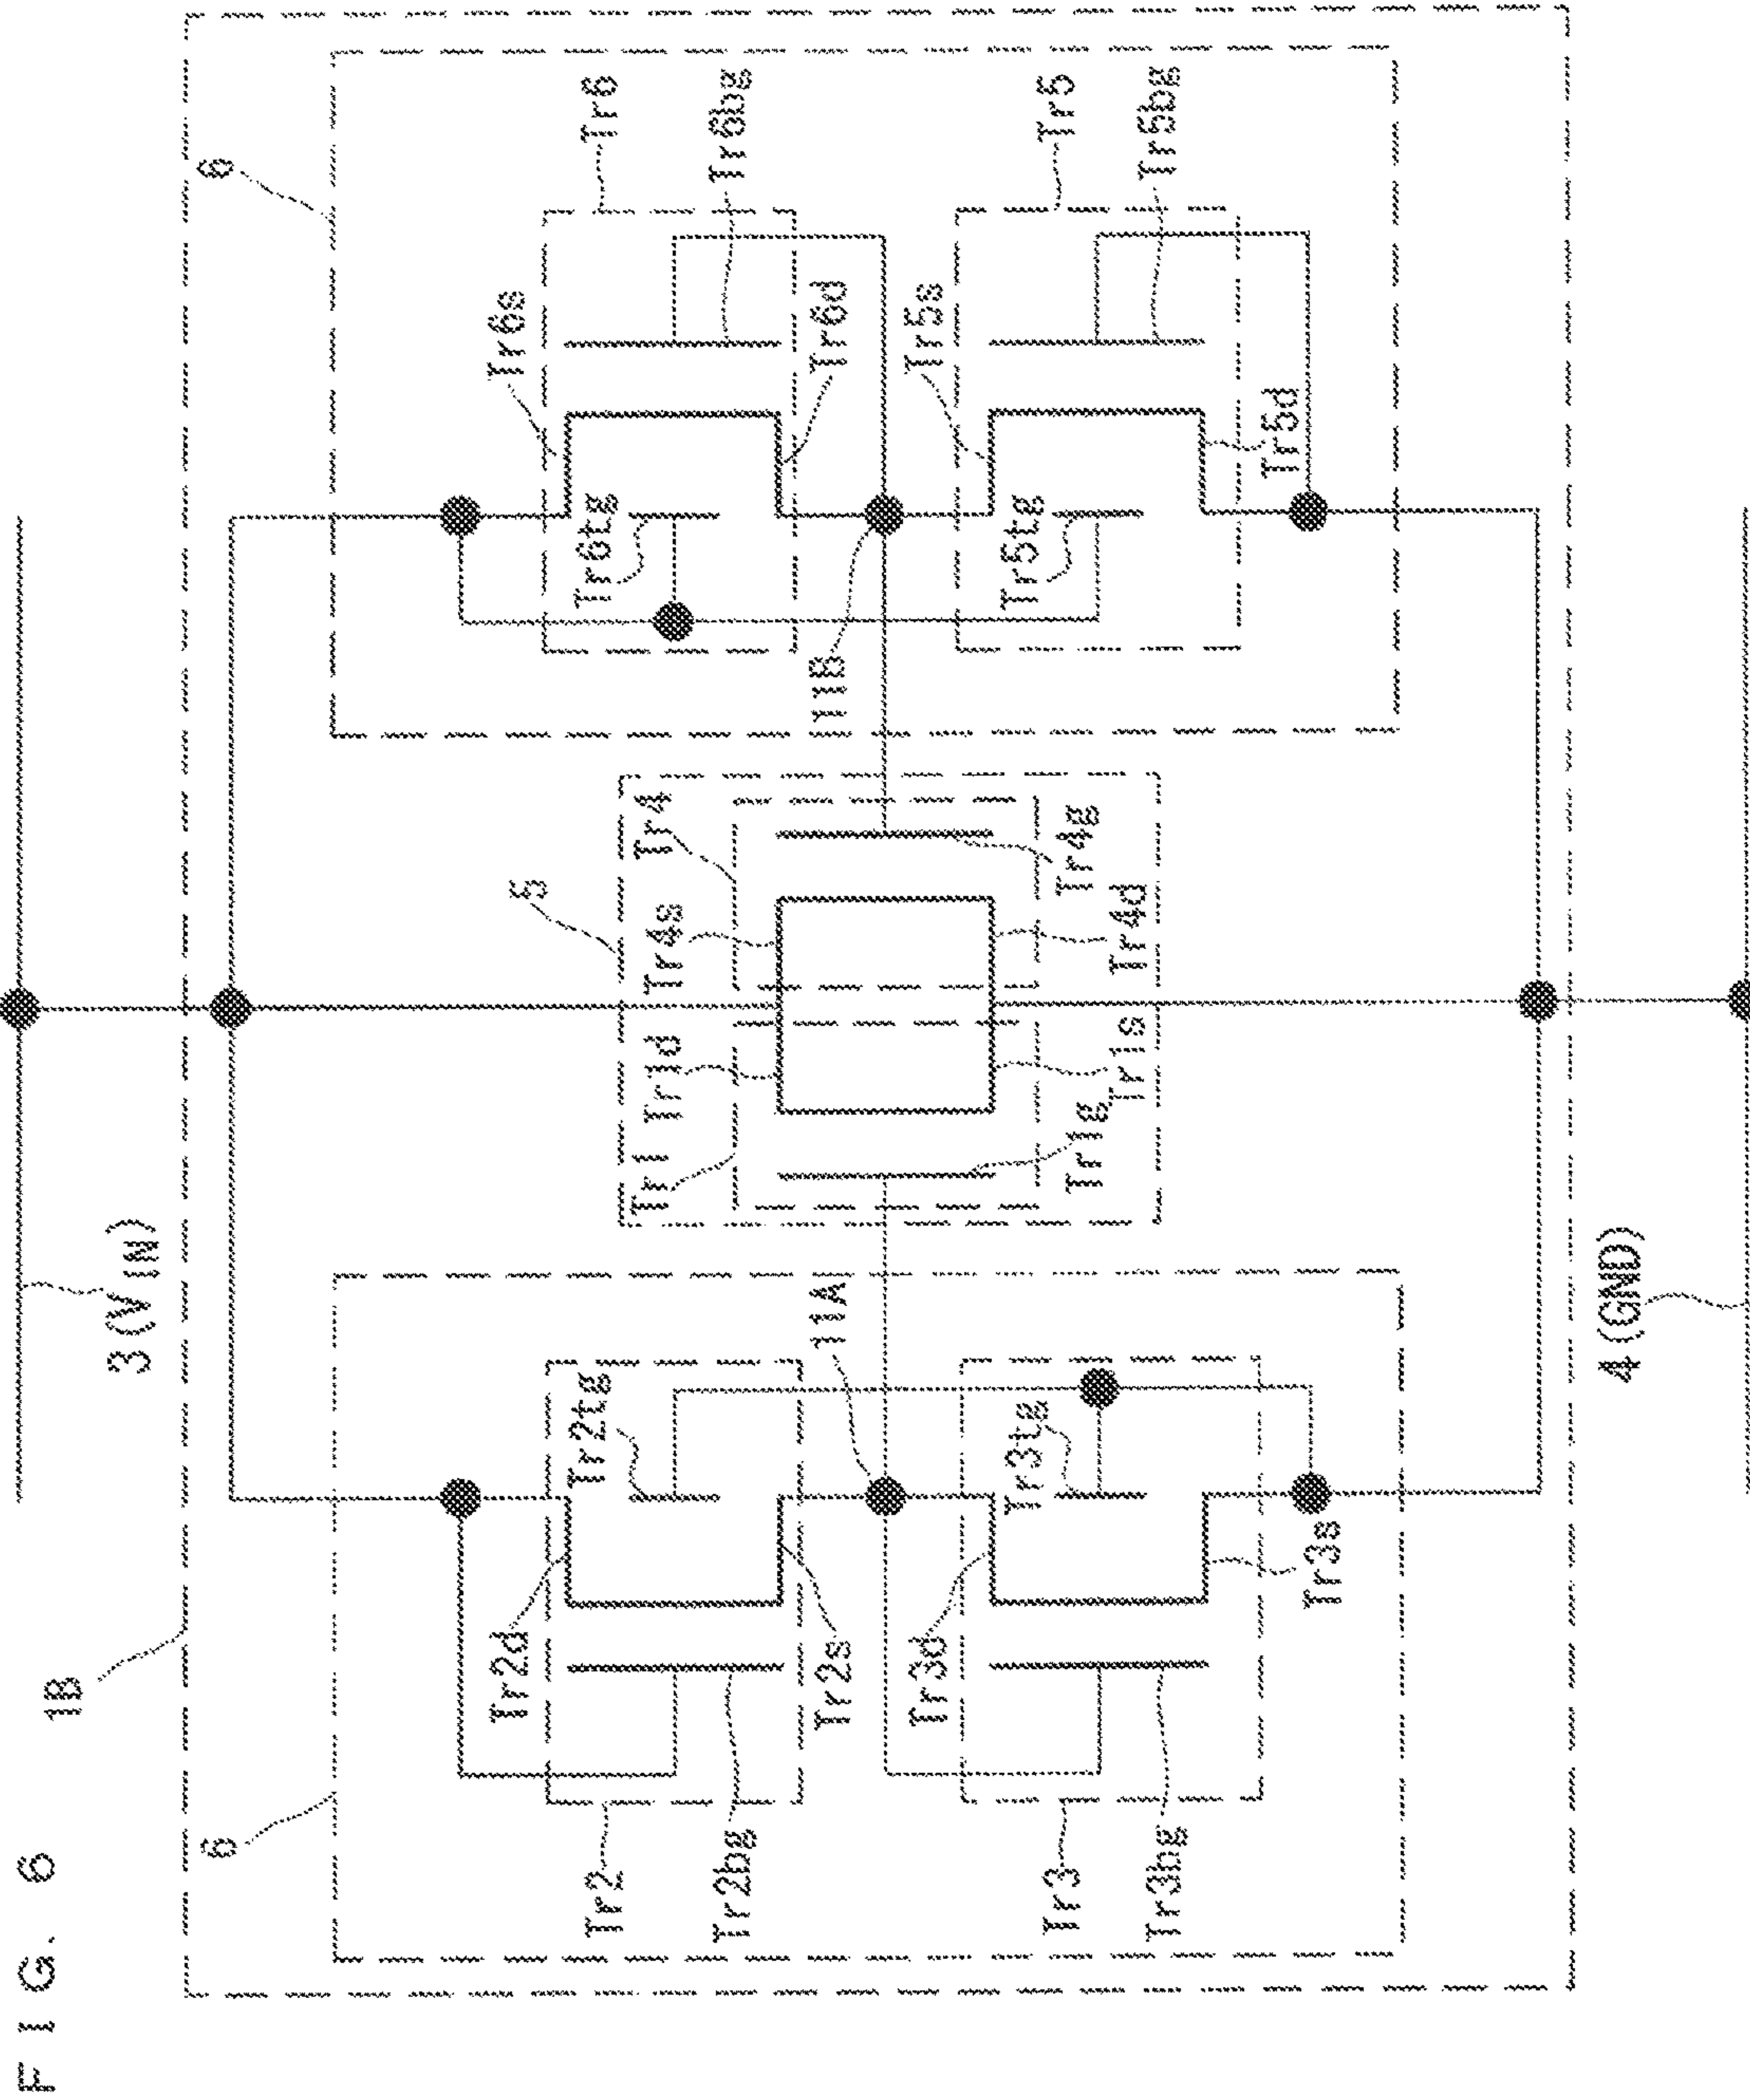 FIG. 6
1B
3(VIN)
4(GND)
6
Tr2
Tr2bg
Tr2d
Tr2s
Tr2tg
Tr3
Tr3bg
Tr3d
Tr3s
Tr3tg
11A
5
Tr1
Tr1d
Tr1s
Tr1g
Tr4
Tr4s
Tr4d
Tr4g
11B
6
Tr6
Tr6bg
Tr6s
Tr6d
Tr6tg
Tr5
Tr5bg
Tr5s
Tr5d
Tr5tg